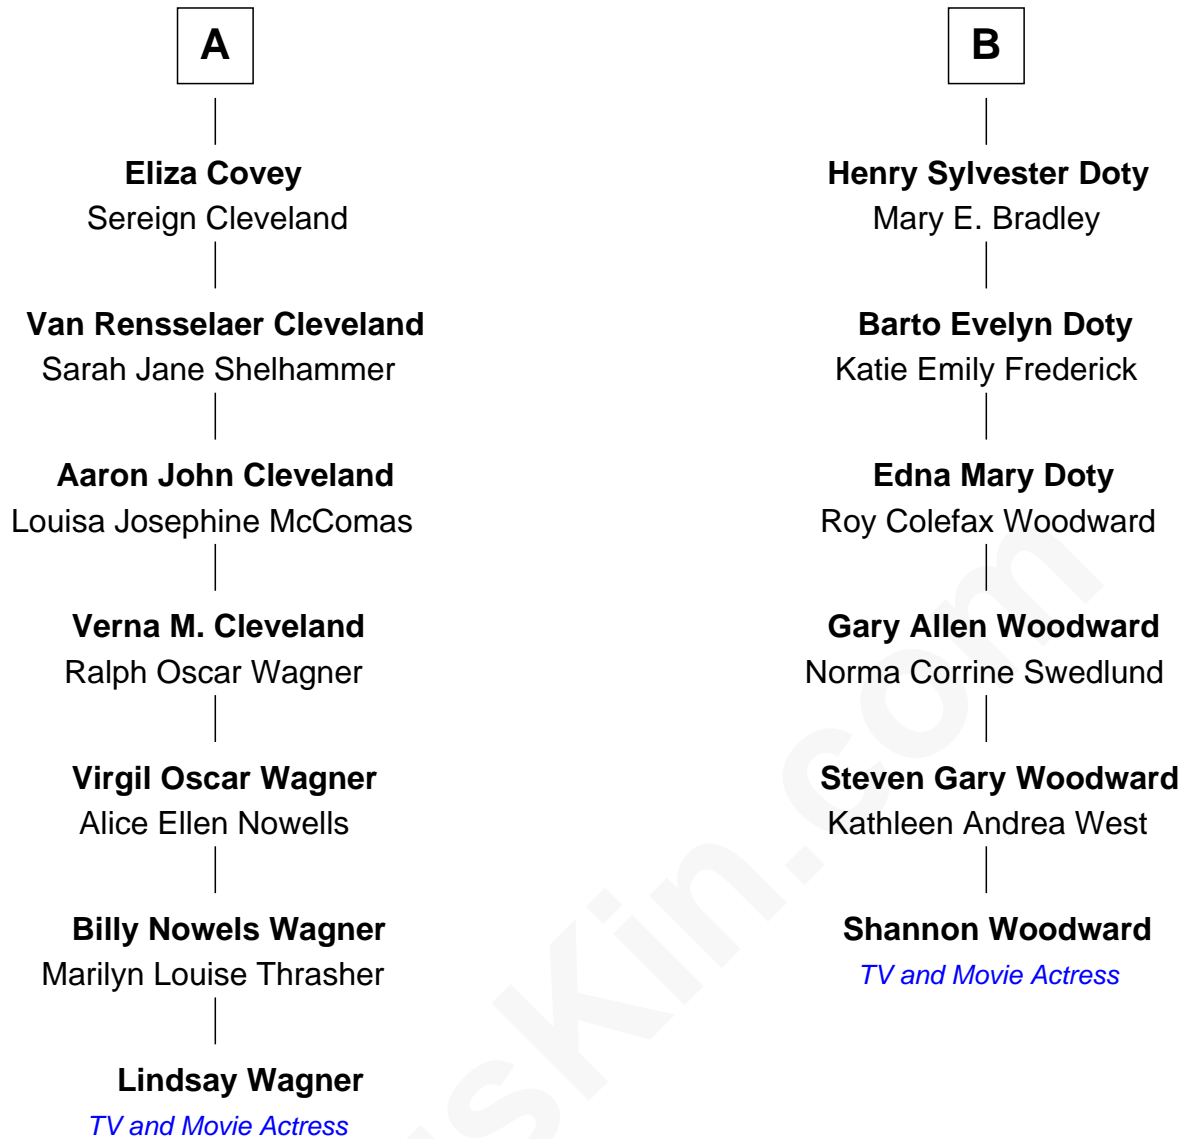 A
Eliza Covey
Sereign Cleveland
Van Rensselaer Cleveland
Sarah Jane Shelhammer
Aaron John Cleveland
Louisa Josephine McComas
Verna M. Cleveland
Ralph Oscar Wagner
Virgil Oscar Wagner
Alice Ellen Nowells
Billy Nowels Wagner
Marilyn Louise Thrasher
Lindsay Wagner
TV and Movie Actress
B
Henry Sylvester Doty
Mary E. Bradley
Barto Evelyn Doty
Katie Emily Frederick
Edna Mary Doty
Roy Colefax Woodward
Gary Allen Woodward
Norma Corrine Swedlund
Steven Gary Woodward
Kathleen Andrea West
Shannon Woodward
TV and Movie Actress